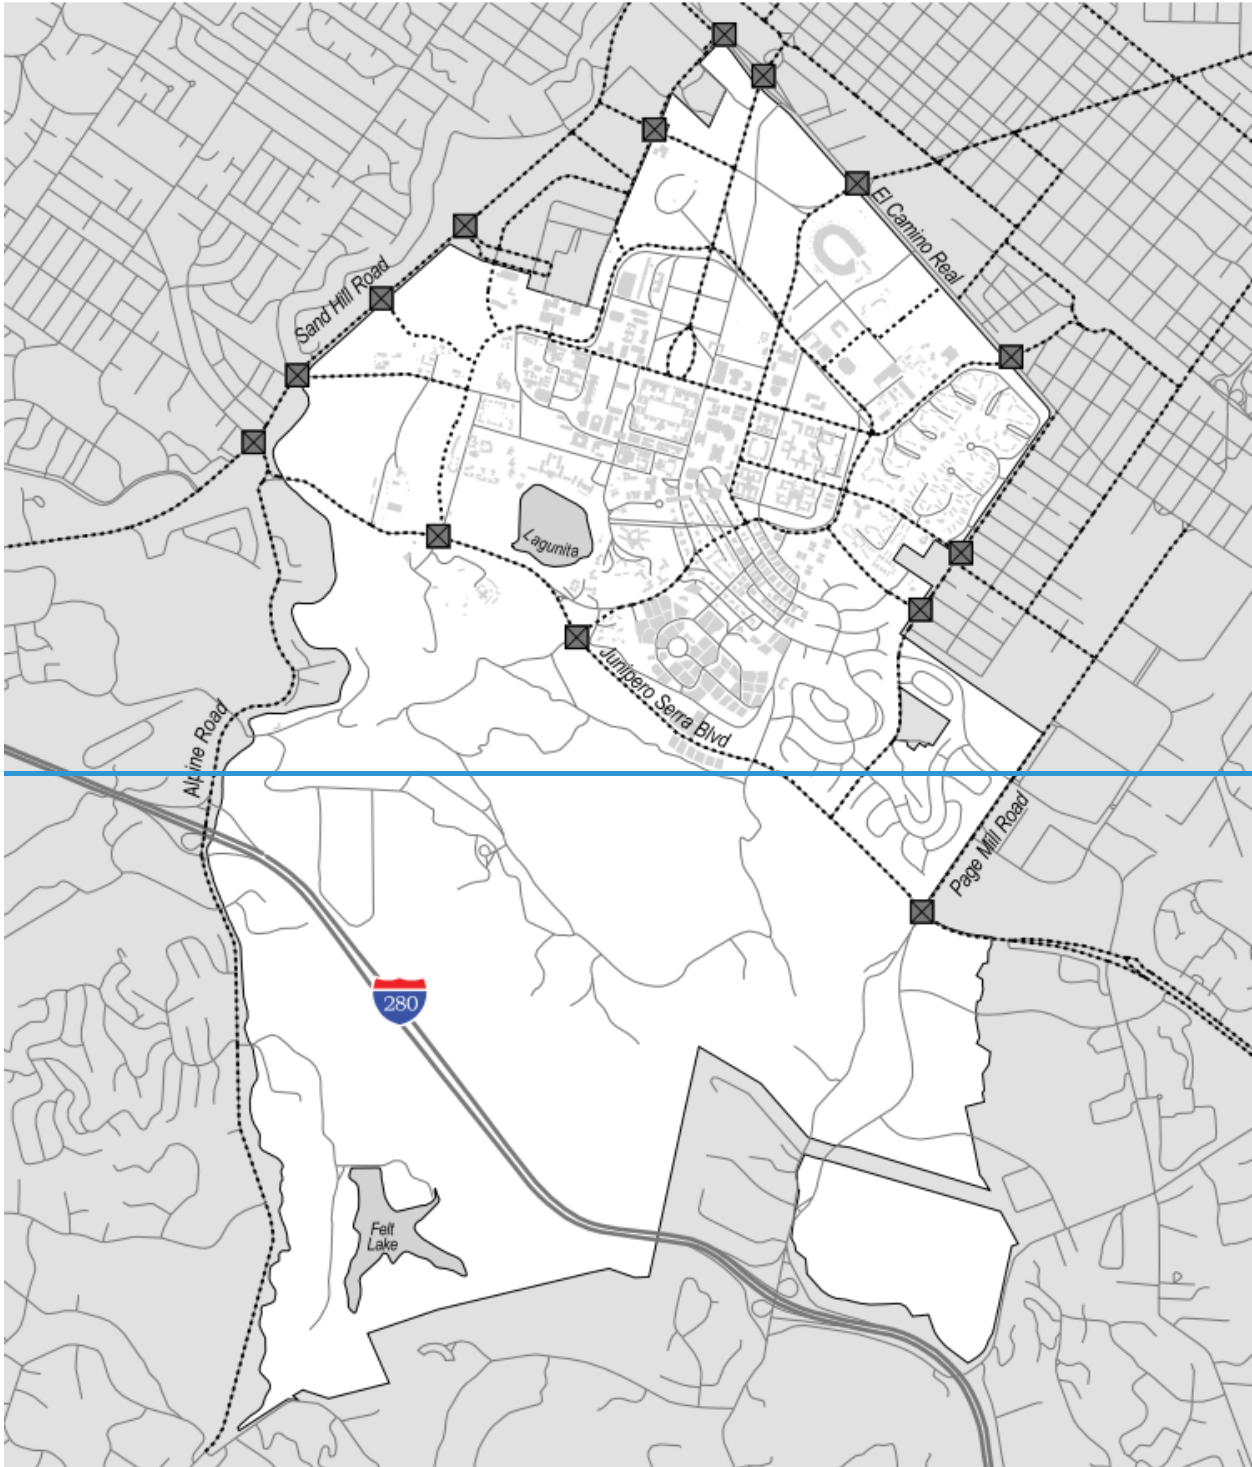 El Camino Real
Sand Hill Road
Lagunita
Junipero Serra Blvd
Alpine Road
Page Mill Road
280
Felt
Lake